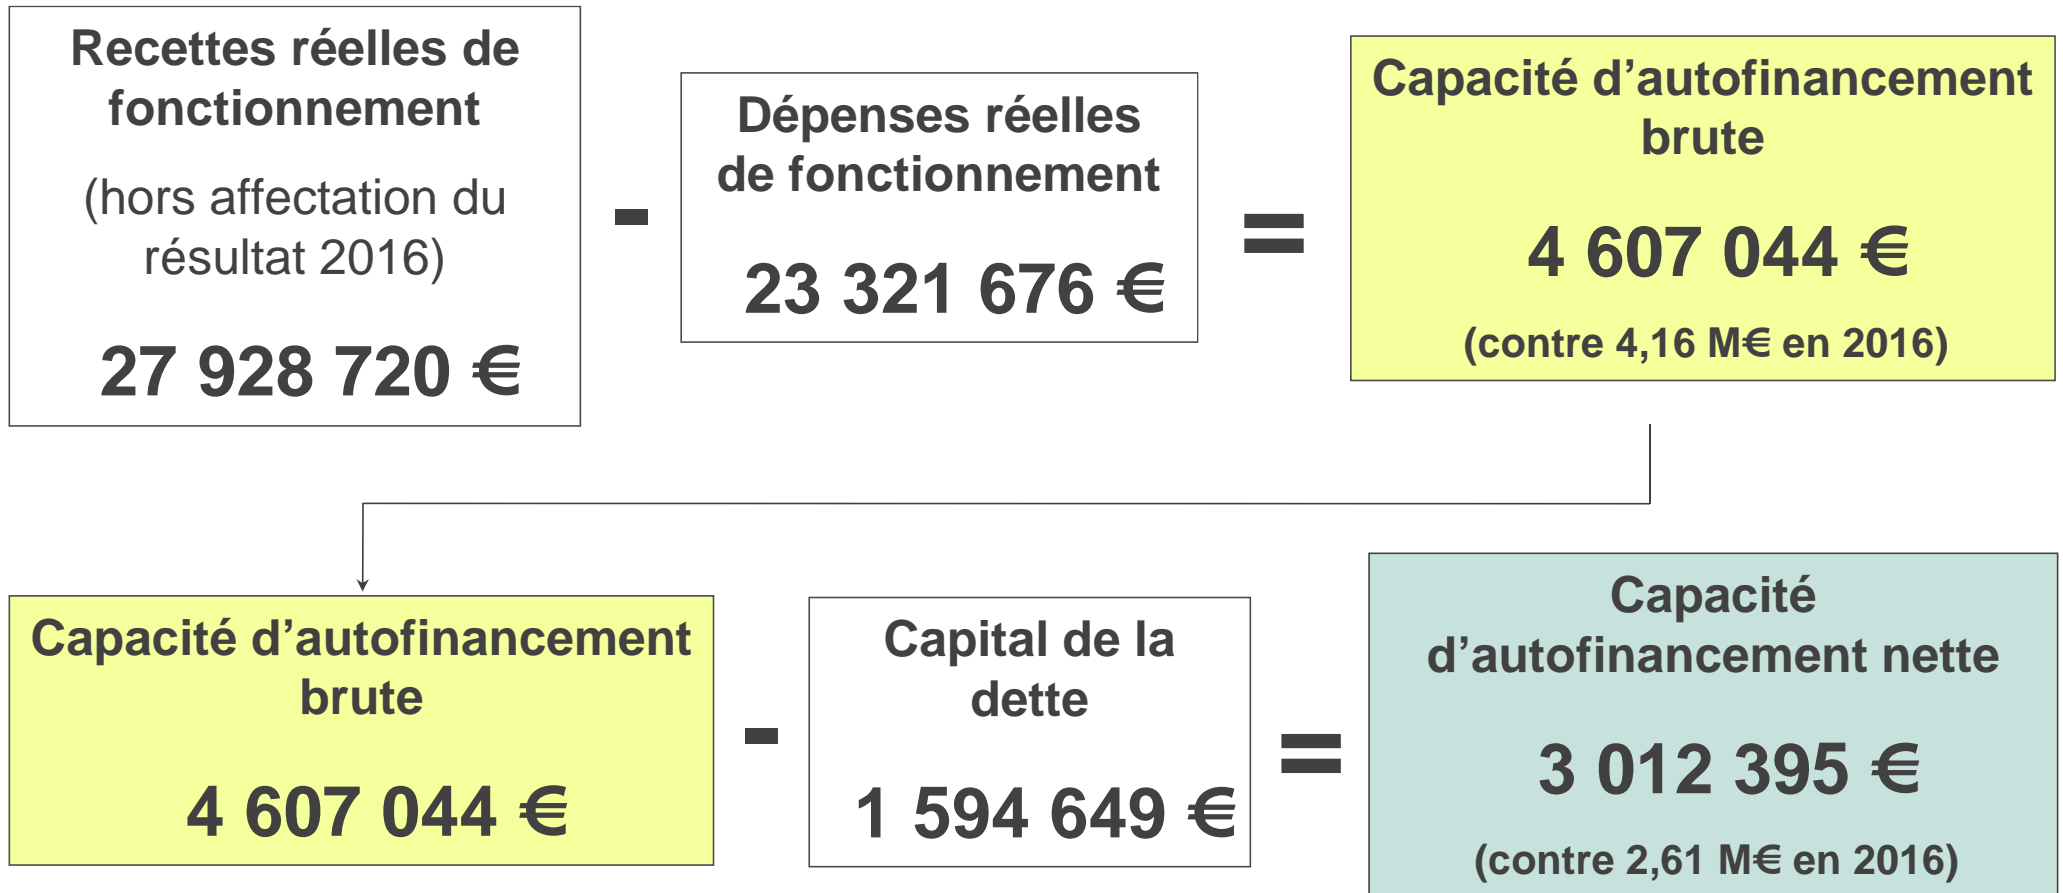 Recettes réelles de
fonctionnement
(hors affectation du
résultat 2016)
27 928 720 €
-
Dépenses réelles
de fonctionnement
23 321 676 €
=
Capacité d’autofinancement
brute
4 607 044 €
(contre 4,16 M€ en 2016)
Capacité d’autofinancement
brute
4 607 044 €
-
Capital de la
dette
1 594 649 €
=
Capacité
d’autofinancement nette
3 012 395 €
(contre 2,61 M€ en 2016)